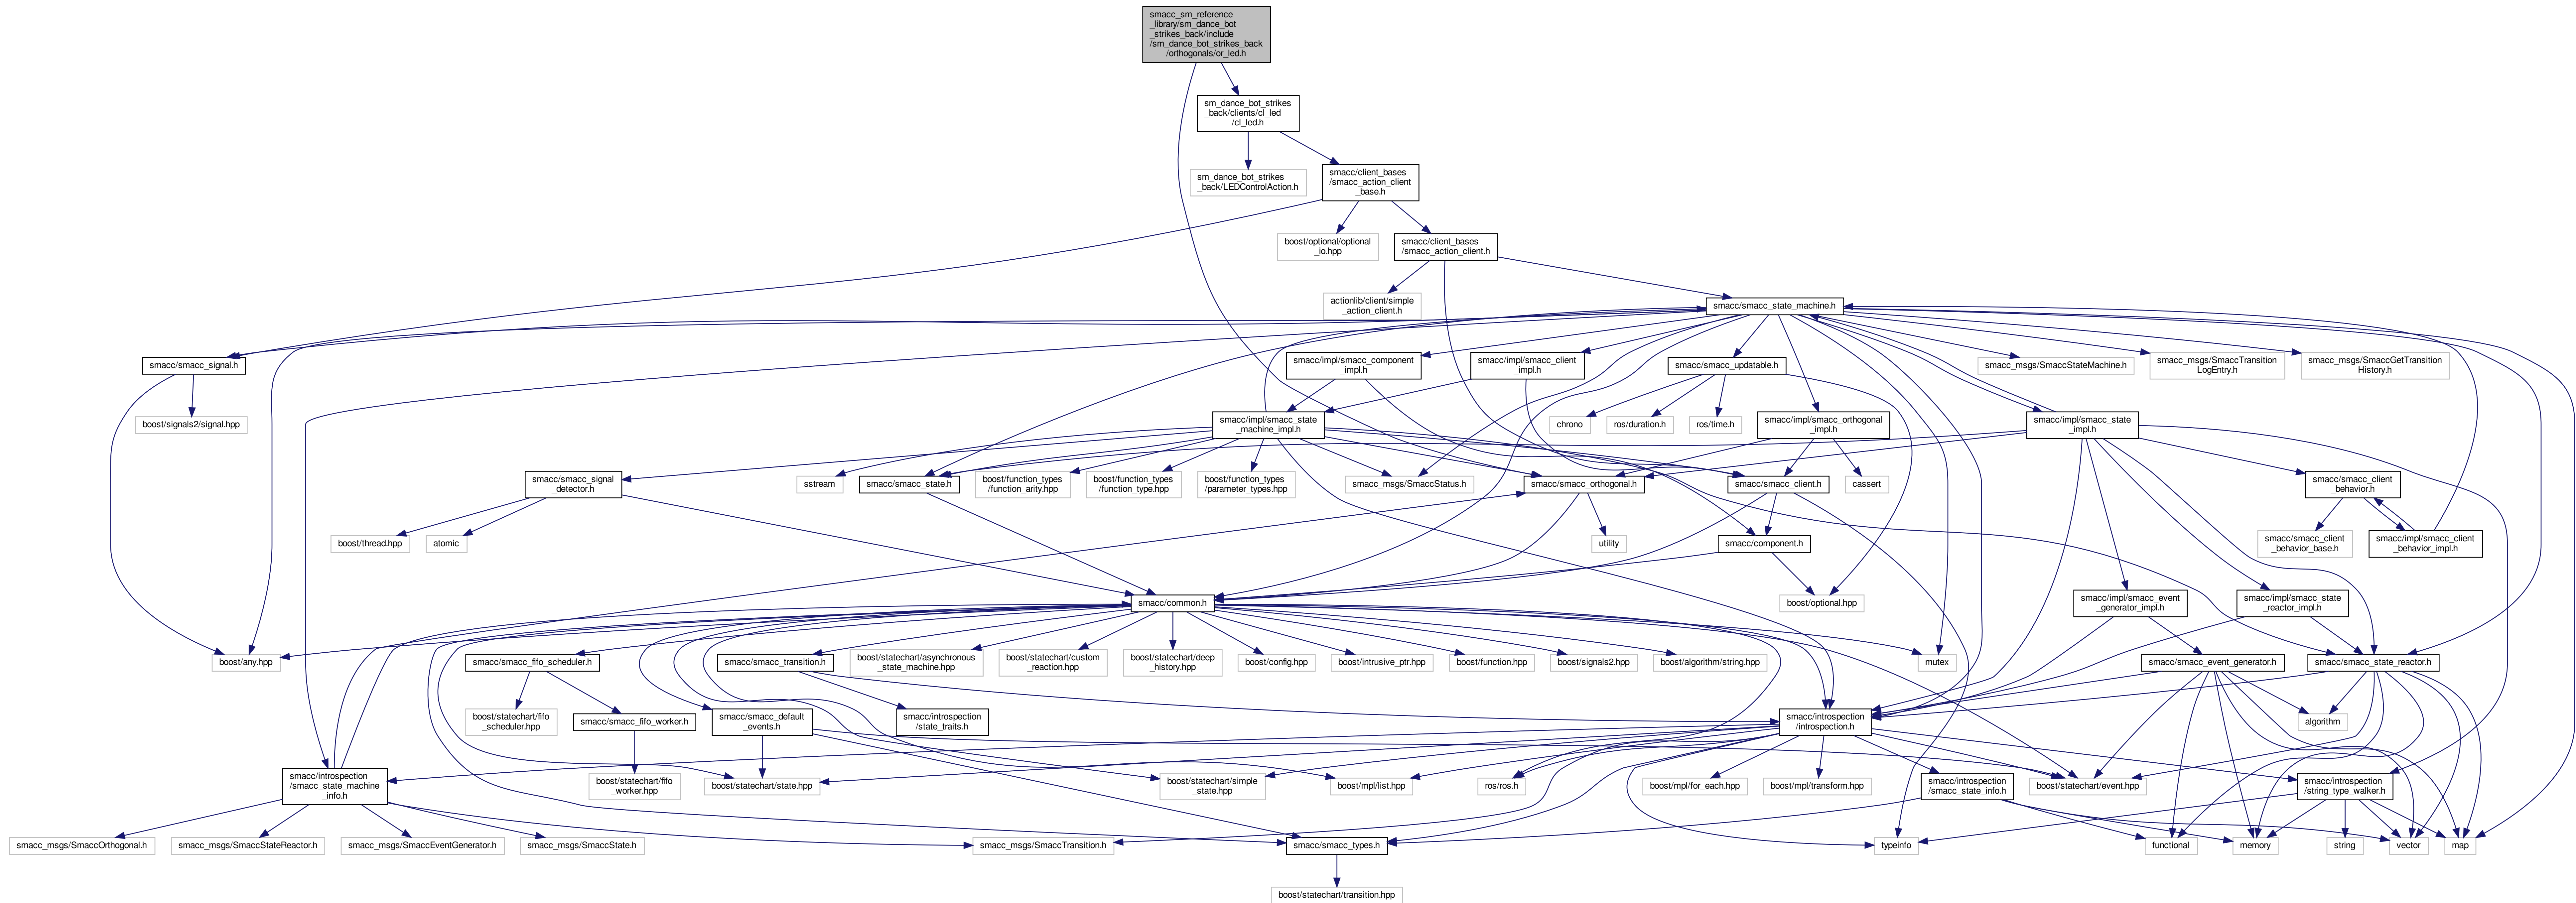 smacc_sm_reference
_library/sm_dance_bot
_strikes_back/include
/sm_dance_bot_strikes_back
/orthogonals/or_led.h
sm_dance_bot_strikes
_back/clients/cl_led
/cl_led.h
sm_dance_bot_strikes
_back/LEDControlAction.h
smacc/client_bases
/smacc_action_client
_base.h
boost/optional/optional
_io.hpp
smacc/client_bases
/smacc_action_client.h
actionlib/client/simple
_action_client.h
smacc/smacc_state_machine.h
smacc/smacc_signal.h
smacc/impl/smacc_component
_impl.h
smacc/impl/smacc_client
_impl.h
smacc/smacc_updatable.h
smacc_msgs/SmaccStateMachine.h
smacc_msgs/SmaccTransition
LogEntry.h
smacc_msgs/SmaccGetTransition
History.h
boost/signals2/signal.hpp
smacc/impl/smacc_state
_machine_impl.h
chrono
ros/duration.h
ros/time.h
smacc/impl/smacc_orthogonal
_impl.h
smacc/impl/smacc_state
_impl.h
smacc/smacc_signal
_detector.h
sstream
smacc/smacc_state.h
boost/function_types
/function_arity.hpp
boost/function_types
/function_type.hpp
boost/function_types
/parameter_types.hpp
smacc_msgs/SmaccStatus.h
smacc/smacc_orthogonal.h
smacc/smacc_client.h
cassert
smacc/smacc_client
_behavior.h
boost/thread.hpp
atomic
utility
smacc/component.h
smacc/smacc_client
_behavior_base.h
smacc/impl/smacc_client
_behavior_impl.h
smacc/common.h
boost/optional.hpp
smacc/impl/smacc_event
_generator_impl.h
smacc/impl/smacc_state
_reactor_impl.h
boost/any.hpp
smacc/smacc_fifo_scheduler.h
smacc/smacc_transition.h
boost/statechart/asynchronous
_state_machine.hpp
boost/statechart/custom
_reaction.hpp
boost/statechart/deep
_history.hpp
boost/config.hpp
boost/intrusive_ptr.hpp
boost/function.hpp
boost/signals2.hpp
boost/algorithm/string.hpp
mutex
smacc/smacc_event_generator.h
smacc/smacc_state_reactor.h
boost/statechart/fifo
_scheduler.hpp
smacc/smacc_fifo_worker.h
smacc/smacc_default
_events.h
smacc/introspection
/state_traits.h
smacc/introspection
/introspection.h
algorithm
smacc/introspection
/smacc_state_machine
_info.h
boost/statechart/fifo
_worker.hpp
boost/statechart/state.hpp
boost/statechart/simple
_state.hpp
boost/mpl/list.hpp
ros/ros.h
boost/mpl/for_each.hpp
boost/mpl/transform.hpp
smacc/introspection
/smacc_state_info.h
boost/statechart/event.hpp
smacc/introspection
/string_type_walker.h
smacc_msgs/SmaccOrthogonal.h
smacc_msgs/SmaccStateReactor.h
smacc_msgs/SmaccEventGenerator.h
smacc_msgs/SmaccState.h
smacc_msgs/SmaccTransition.h
smacc/smacc_types.h
typeinfo
functional
memory
string
vector
map
boost/statechart/transition.hpp